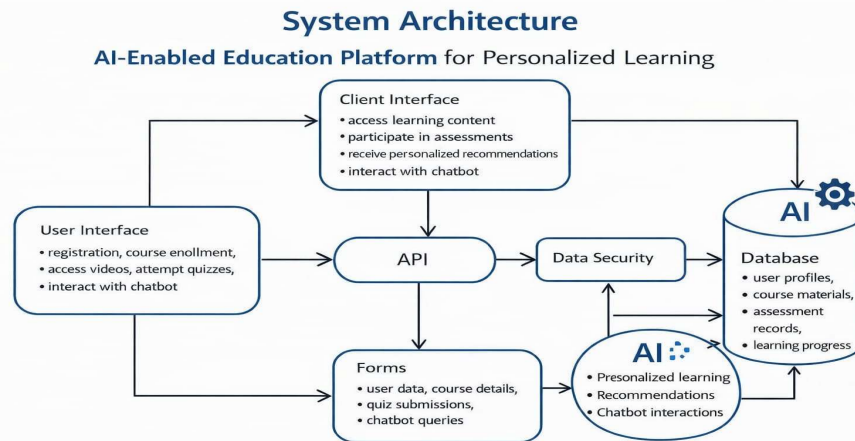 System Architecture
AI-Enabled Education Platform for Personalized Learning
Client Interface
• access learning content
• participate in assessments
• receive personalized recommendations
• interact with chatbot
User Interface
• registration, course enollment,
• access videos, attempt quizzes,
• interact with chatbot
API
Data Security
AI
Database
• user profiles,
• course materials,
• assessment
records,
• learning progress
Forms
• user data, course details,
• quiz submissions,
• chatbot queries
AI
• Presonalized learning
• Recommendations
• Chatbot interactions